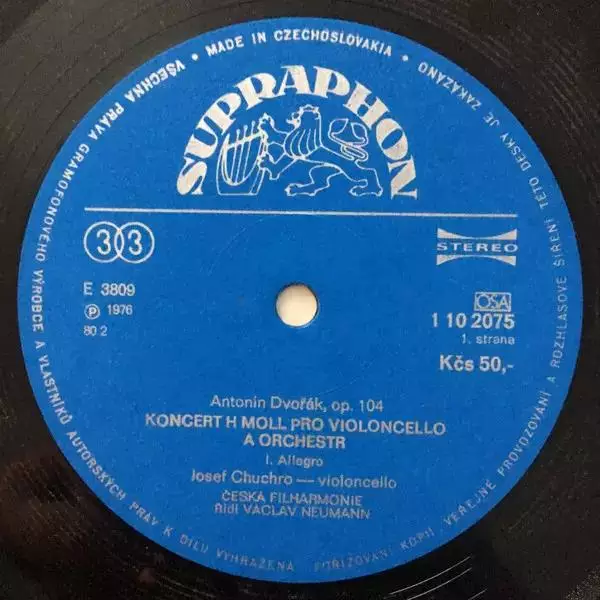 VŠECHNA PRÁVA GRAMOFONOVÉHO VÝROBCE A VLASTNÍKŮ AUTORSKÝCH PRÁV K DÍLU VYHRAŽENA
MADE IN CZECHOSLOVAKIA • ZAKÁZÁNO
POŘIZOVÁNÍ KOPIÍ, VEŘEJNÉ PROVOZOVÁNÍ A ROZHLASOVÉ ŠÍŘENÍ TÉTO DESKY JE
SUPRAPHON
33
STEREO
E 3809
℗ 1976
80 2
OSA
1 10 2075
1. strana
Kčs 50,-
Antonín Dvořák, op. 104
KONCERT H MOLL PRO VIOLONCELLO
A ORCHESTR
I. Allegro
Josef Chuchro — violoncello
ČESKÁ FILHARMONIE
Řídí VÁCLAV NEUMANN